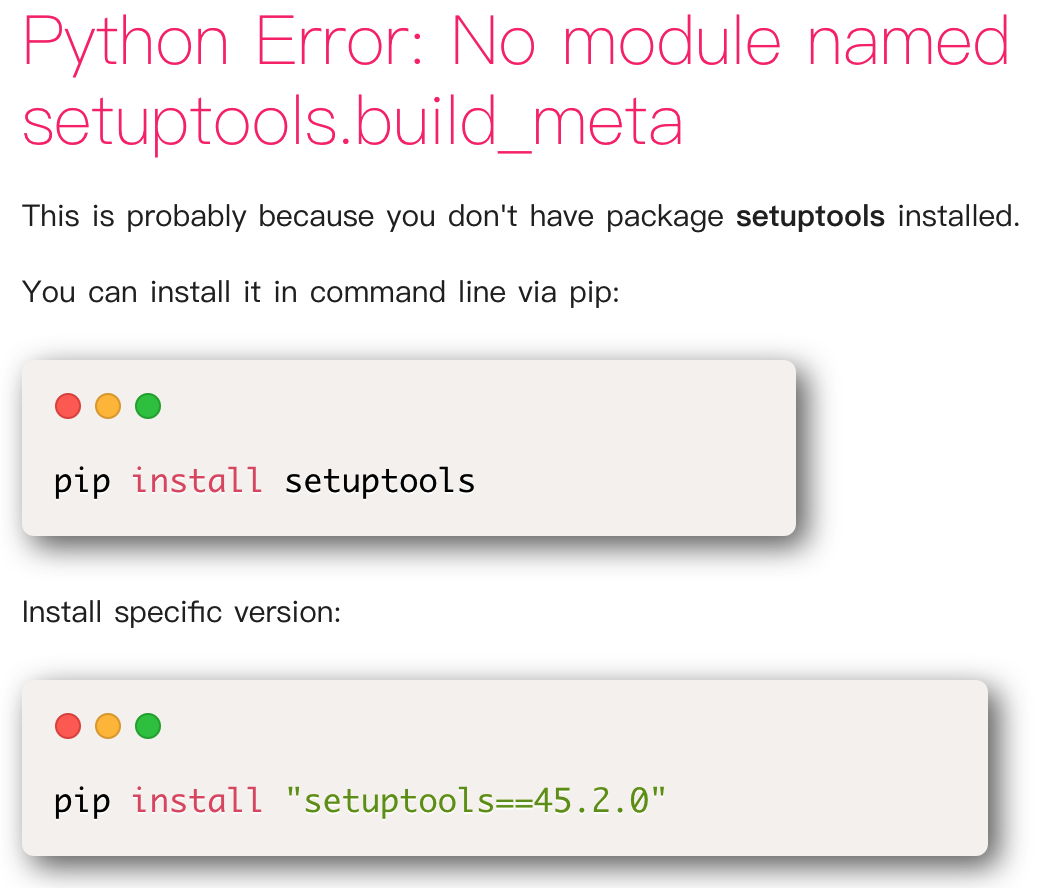 Python Error: No module named
setuptools.build_meta
This is probably because you don't have package setuptools installed.
You can install it in command line via pip:
pip install setuptools
Install specific version:
pip install "setuptools==45.2.0"